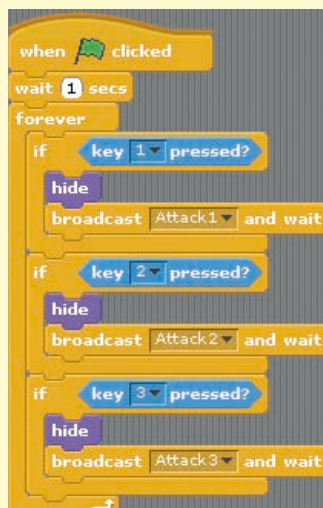 when clicked
wait 1 secs
forever
if key 1 pressed?
hide
broadcast Attack1 and wait
if key 2 pressed?
hide
broadcast Attack2 and wait
if key 3 pressed?
hide
broadcast Attack3 and wait